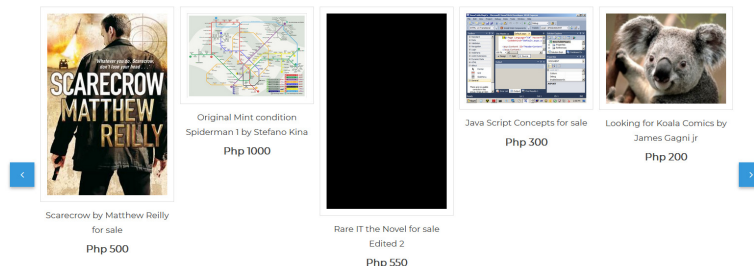 Whatever you do, Scarecrow,
don't lose your head...
SCARECROW
MATTHEW
REILLY
Scarecrow by Matthew Reilly
for sale
Php 500
Original Mint condition
Spiderman 1 by Stefano Kina
Php 1000
Rare IT the Novel for sale
Edited 2
Php 550
Java Script Concepts for sale
Php 300
Looking for Koala Comics by
James Gagni jr
Php 200